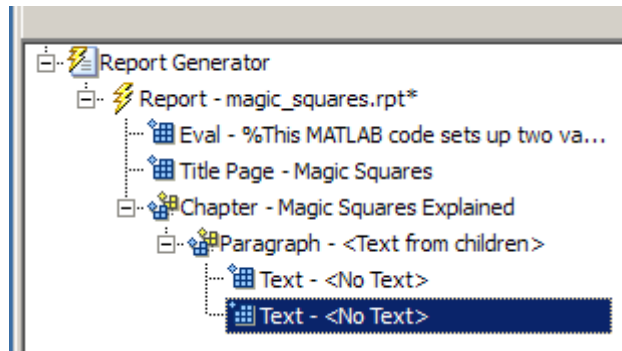 Report Generator
Report - magic_squares.rpt*
Eval - %This MATLAB code sets up two va...
Title Page - Magic Squares
Chapter - Magic Squares Explained
Paragraph - <Text from children>
Text - <No Text>
Text - <No Text>